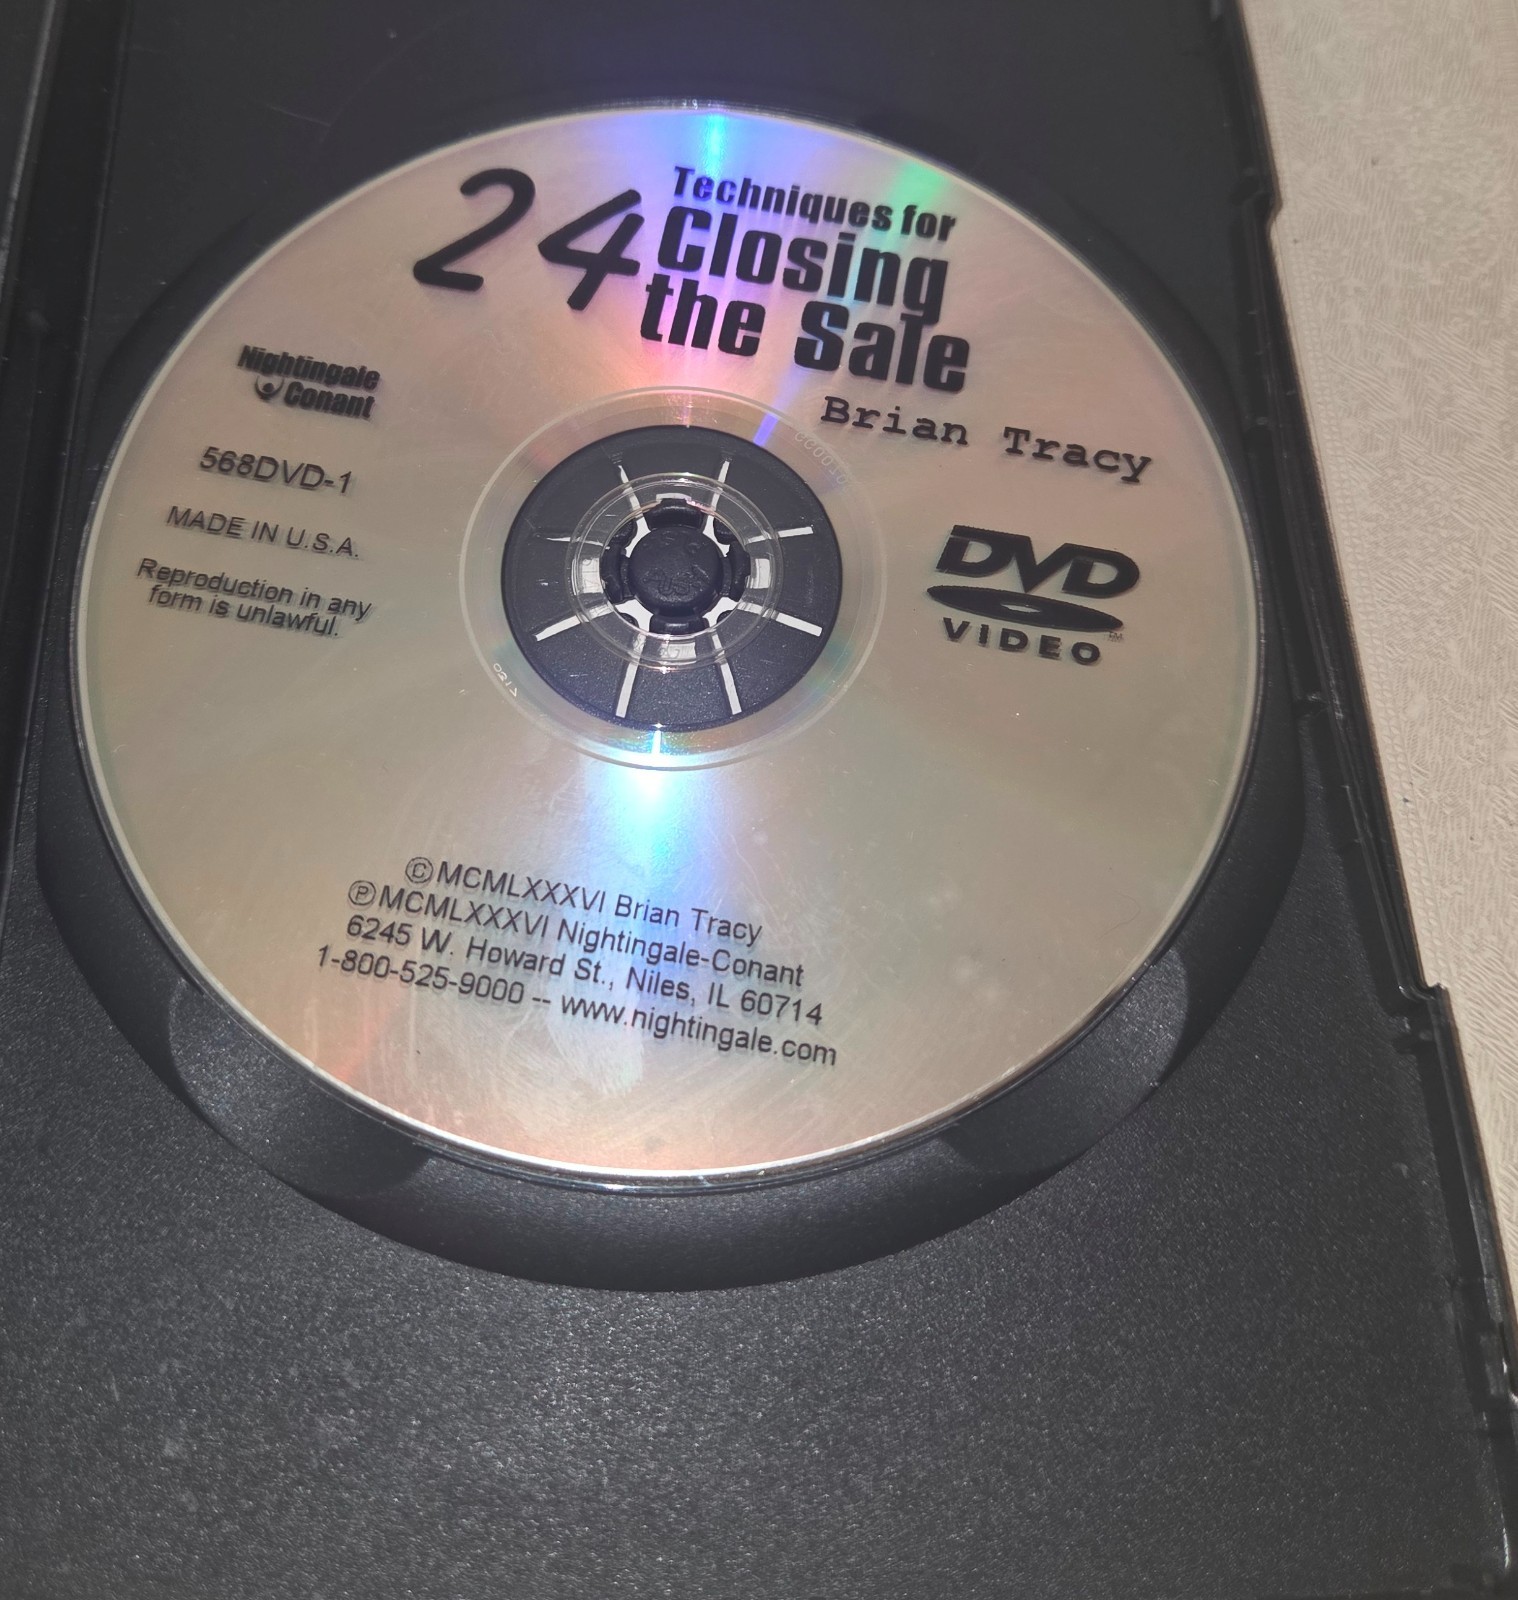 24
Techniques for
Closing
the Sale
Brian Tracy
Nightingale
Conant
568DVD-1
MADE IN U.S.A.
Reproduction in any
form is unlawful.
DVD
VIDEO
TM
PUSH
©MCMLXXXVI Brian Tracy
℗MCMLXXXVI Nightingale-Conant
6245 W. Howard St., Niles, IL 60714
1-800-525-9000 -- www.nightingale.com